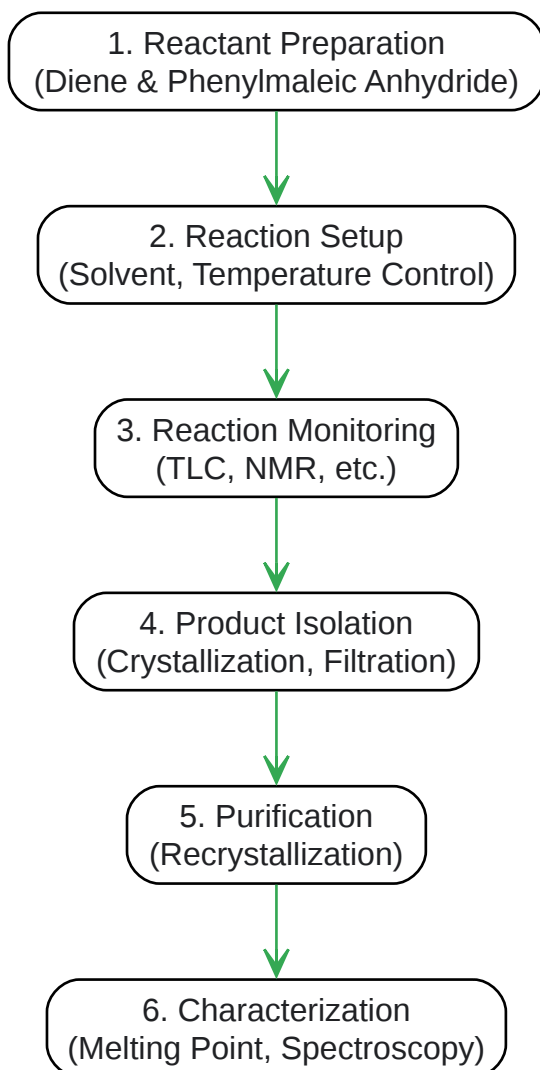 1. Reactant Preparation
(Diene & Phenylmaleic Anhydride)
2. Reaction Setup
(Solvent, Temperature Control)
3. Reaction Monitoring
(TLC, NMR, etc.)
4. Product Isolation
(Crystallization, Filtration)
5. Purification
(Recrystallization)
6. Characterization
(Melting Point, Spectroscopy)